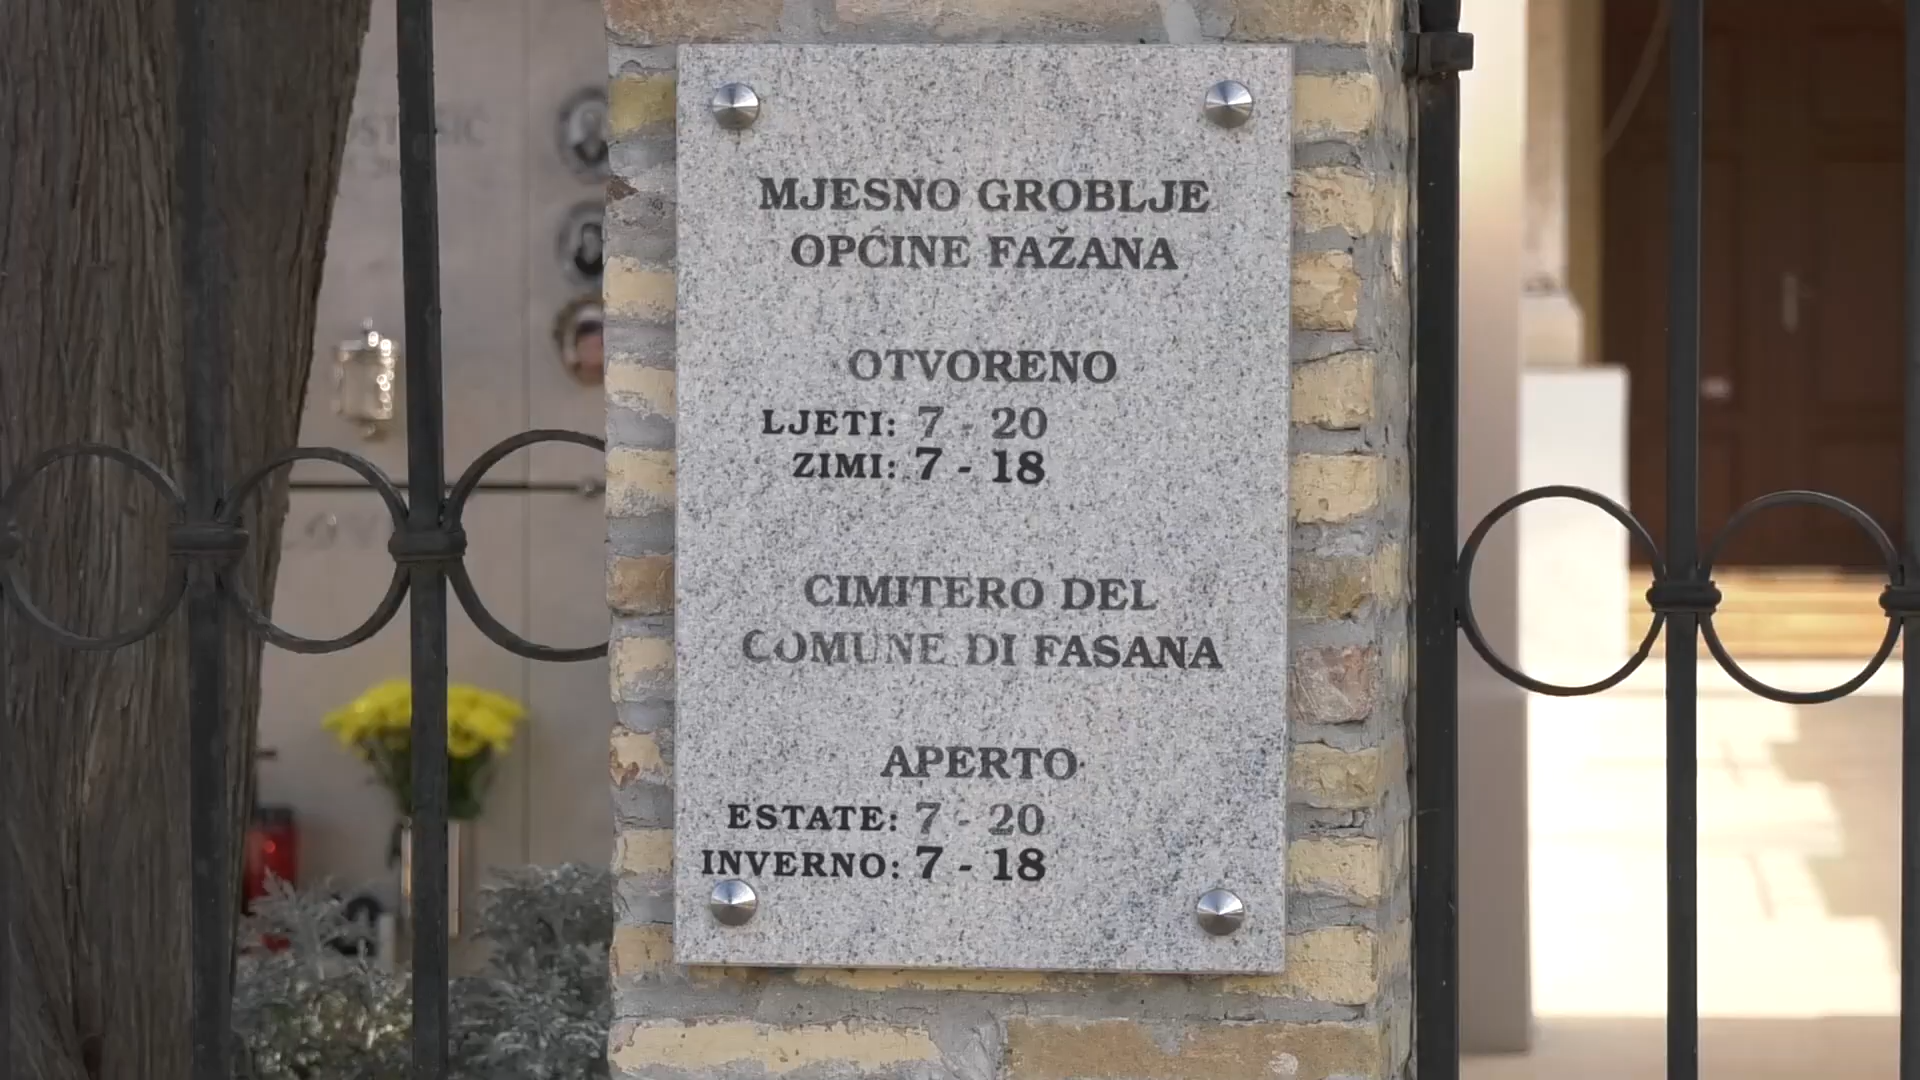 MJESNO GROBLJE
OPĆINE FAŽANA
OTVORENO
LJETI: 7 - 20
ZIMI: 7 - 18
CIMITERO DEL
COMUNE DI FASANA
APERTO
ESTATE: 7 - 20
INVERNO: 7 - 18